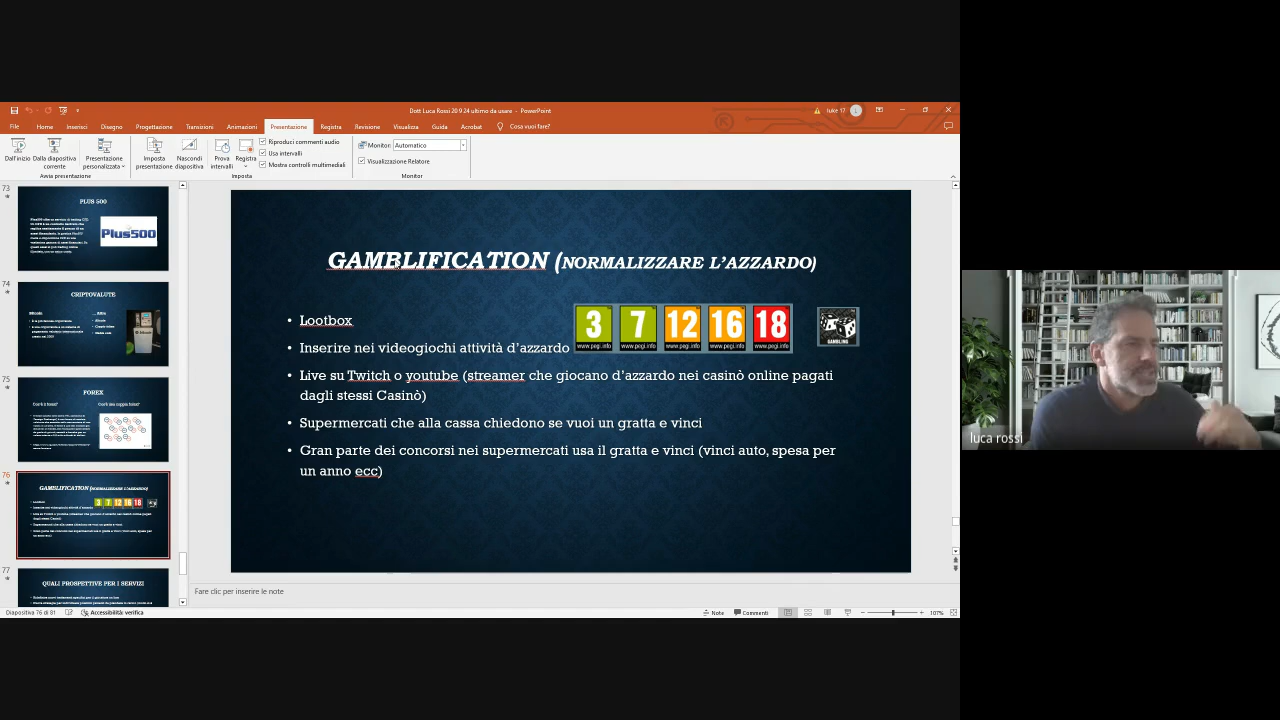 Dott Luca Rossi 20 9 24 ultimo da usare - PowerPoint
luke 17
File Home Inserisci Disegno Progettazione Transizioni Animazioni Presentazione Registra Revisione Visualizza Guida Acrobat Cosa vuoi fare?
Dall'inizio
Dalla diapositiva corrente
Presentazione personalizzata
Imposta presentazione
Nascondi diapositiva
Prova intervalli
Registra
Riproduci commenti audio
Usa intervalli
Mostra controlli multimediali
Monitor: Automatico
Visualizzazione Relatore
Avvia presentazione
Imposta
Monitor
73
PLUS 500
Plus500
74
CRIPTOVALUTE
75
FOREX
76
GAMBLIFICATION (NORMALIZZARE L'AZZARDO)
77
QUALI PROSPETTIVE PER I SERVIZI
GAMBLIFICATION (NORMALIZZARE L'AZZARDO)
• Lootbox
3 7 12 16 18
www.pegi.info www.pegi.info www.pegi.info www.pegi.info www.pegi.info
GAMBLING
• Inserire nei videogiochi attività d'azzardo
• Live su Twitch o youtube (streamer che giocano d'azzardo nei casinò online pagati
dagli stessi Casinò)
• Supermercati che alla cassa chiedono se vuoi un gratta e vinci
• Gran parte dei concorsi nei supermercati usa il gratta e vinci (vinci auto, spesa per
un anno ecc)
Fare clic per inserire le note
Diapositiva 76 di 81
Accessibilità: verifica
Note
Commenti
107%
luca rossi